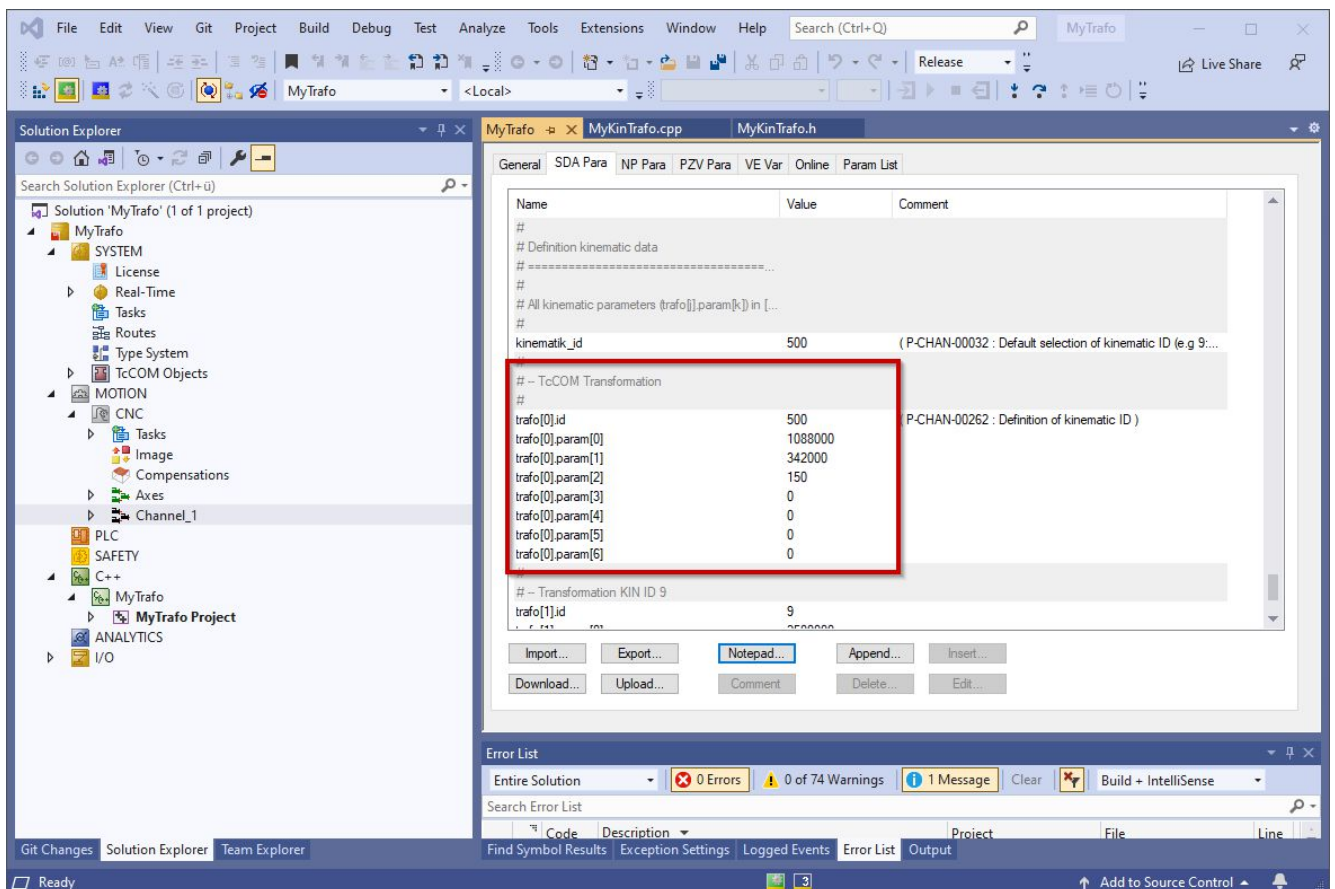 File Edit View Git Project Build Debug Test Analyze Tools Extensions Window Help Search (Ctrl+Q) MyTrafo
Release Live Share
MyTrafo <Local>
Solution Explorer
Search Solution Explorer (Ctrl+ü)
Solution 'MyTrafo' (1 of 1 project)
MyTrafo
SYSTEM
License
Real-Time
Tasks
Routes
Type System
TcCOM Objects
MOTION
CNC
Tasks
Image
Compensations
Axes
Channel_1
PLC
SAFETY
C++
MyTrafo
MyTrafo Project
ANALYTICS
I/O
Git Changes Solution Explorer Team Explorer
MyTrafo MyKinTrafo.cpp MyKinTrafo.h
General SDA Para NP Para PZV Para VE Var Online Param List
Name Value Comment
#
# Definition kinematic data
# ===================================...
#
# All kinematic parameters (trafo[j].param[k]) in [...
#
kinematik_id 500 ( P-CHAN-00032 : Default selection of kinematic ID (e.g 9:...
#
# -- TcCOM Transformation
#
trafo[0].id 500 ( P-CHAN-00262 : Definition of kinematic ID )
trafo[0].param[0] 1088000
trafo[0].param[1] 342000
trafo[0].param[2] 150
trafo[0].param[3] 0
trafo[0].param[4] 0
trafo[0].param[5] 0
trafo[0].param[6] 0
#
# -- Transformation KIN ID 9
trafo[1].id 9
Import... Export... Notepad... Append... Insert...
Download... Upload... Comment Delete... Edit...
Error List
Entire Solution 0 Errors 0 of 74 Warnings 1 Message Clear Build + IntelliSense
Search Error List
Code Description Project File Line
Find Symbol Results Exception Settings Logged Events Error List Output
Ready 3 Add to Source Control